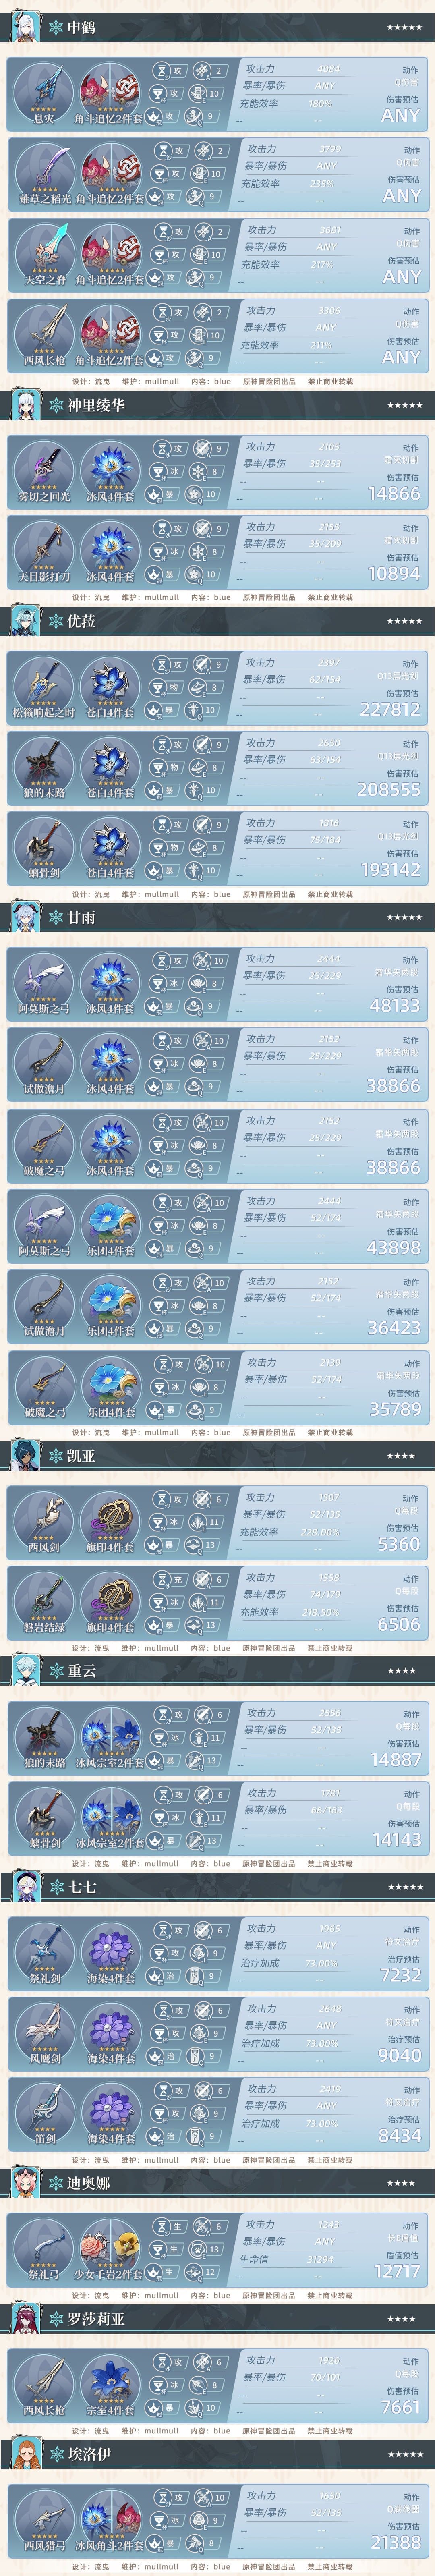 申鹤
攻 2 攻击力 4084 动作
暴率/暴伤 ANY Q伤害
攻 10 充能效率 180% 伤害预估
息灾 角斗追忆2件套 攻 9 -- -- ANY
攻 2 攻击力 3799 动作
暴率/暴伤 ANY Q伤害
攻 10 充能效率 235% 伤害预估
薙草之稻光 角斗追忆2件套 攻 9 -- -- ANY
攻 2 攻击力 3681 动作
暴率/暴伤 ANY Q伤害
攻 10 充能效率 217% 伤害预估
天空之脊 角斗追忆2件套 攻 9 -- -- ANY
攻 2 攻击力 3308 动作
暴率/暴伤 ANY Q伤害
攻 10 充能效率 211% 伤害预估
西风长枪 角斗追忆2件套 攻 9 -- -- ANY
设计：流曳 维护：mullmull 内容：blue 原神冒险团出品 禁止商业转载
神里绫华
攻 9 攻击力 2105 动作
暴率/暴伤 35/253
冰 8 -- -- 伤害预估
雾切之回光 冰风4件套 暴 10 -- -- 14866
攻 9 攻击力 2155 动作
暴率/暴伤 35/209
冰 8 -- -- 伤害预估
天目影打刀 冰风4件套 暴 10 -- -- 10894
设计：流曳 维护：mullmull 内容：blue 原神冒险团出品 禁止商业转载
优菈
攻 9 攻击力 2397 动作
暴率/暴伤 62/154 Q13层光剑
物 8 -- -- 伤害预估
松籁响起之时 苍白4件套 暴 10 -- -- 227812
攻 9 攻击力 2650 动作
暴率/暴伤 63/154 Q13层光剑
物 8 -- -- 伤害预估
狼的末路 苍白4件套 暴 10 -- -- 208555
攻 9 攻击力 1816 动作
暴率/暴伤 75/184 Q13层光剑
物 8 -- -- 伤害预估
螭骨剑 苍白4件套 暴 10 -- -- 193142
设计：流曳 维护：mullmull 内容：blue 原神冒险团出品 禁止商业转载
甘雨
攻 10 攻击力 2444 动作
暴率/暴伤 25/229 霜华矢两段
冰 8 -- -- 伤害预估
阿莫斯之弓 冰风4件套 暴 9 -- -- 48133
攻 10 攻击力 2152 动作
暴率/暴伤 25/229 霜华矢两段
冰 8 -- -- 伤害预估
试做澹月 冰风4件套 暴 9 -- -- 38866
攻 10 攻击力 2152 动作
暴率/暴伤 25/229 霜华矢两段
冰 8 -- -- 伤害预估
破魔之弓 冰风4件套 暴 9 -- -- 38866
攻 10 攻击力 2444 动作
暴率/暴伤 52/174 霜华矢两段
冰 8 -- -- 伤害预估
阿莫斯之弓 乐团4件套 暴 9 -- -- 43898
攻 10 攻击力 2152 动作
暴率/暴伤 52/174 霜华矢两段
冰 8 -- -- 伤害预估
试做澹月 乐团4件套 暴 9 -- -- 36423
攻 10 攻击力 2139 动作
暴率/暴伤 52/174 霜华矢两段
冰 8 -- -- 伤害预估
破魔之弓 乐团4件套 暴 9 -- -- 35789
设计：流曳 维护：mullmull 内容：blue 原神冒险团出品 禁止商业转载
凯亚
攻 6 攻击力 1507 动作
暴率/暴伤 52/135 Q每段
冰 11 充能效率 228.00% 伤害预估
西风剑 旗印4件套 暴 13 -- -- 5360
充 6 攻击力 1558 动作
暴率/暴伤 74/179 Q每段
冰 11 充能效率 218.50% 伤害预估
磐岩结绿 旗印4件套 暴 13 -- -- 6506
设计：流曳 维护：mullmull 内容：blue 原神冒险团出品 禁止商业转载
重云
攻 6 攻击力 2556 动作
暴率/暴伤 52/135 Q每段
冰 11 -- -- 伤害预估
狼的末路 冰风宗室2件套 暴 13 -- -- 14887
攻 6 攻击力 1781 动作
暴率/暴伤 66/163 Q每段
冰 11 -- -- 伤害预估
螭骨剑 冰风宗室2件套 暴 13 -- -- 14143
设计：流曳 维护：mullmull 内容：blue 原神冒险团出品 禁止商业转载
七七
攻 6 攻击力 1965 动作
暴率/暴伤 ANY 符文治疗
攻 9 治疗加成 73.00% 治疗预估
祭礼剑 海染4件套 治 9 -- -- 7232
攻 6 攻击力 2648 动作
暴率/暴伤 ANY 符文治疗
攻 9 治疗加成 73.00% 治疗预估
风鹰剑 海染4件套 治 9 -- -- 9040
攻 6 攻击力 2419 动作
暴率/暴伤 ANY 符文治疗
攻 9 治疗加成 73.00% 治疗预估
笛剑 海染4件套 治 9 -- -- 8434
设计：流曳 维护：mullmull 内容：blue 原神冒险团出品 禁止商业转载
迪奥娜
生 6 攻击力 1243 动作
暴率/暴伤 ANY 长E盾值
生 13 生命值 31294 盾值预估
祭礼弓 少女千岩2件套 生 12 -- -- 12717
设计：流曳 维护：mullmull 内容：blue 原神冒险团出品 禁止商业转载
罗莎莉亚
攻 6 攻击力 1926 动作
暴率/暴伤 70/101 Q每段
冰 8 -- -- 伤害预估
西风长枪 宗室4件套 暴 10 -- -- 7661
设计：流曳 维护：mullmull 内容：blue 原神冒险团出品 禁止商业转载
埃洛伊
攻 6 攻击力 1650 动作
暴率/暴伤 52/135
冰 9 -- -- 伤害预估
西风猎弓 冰风角斗2件套 暴 8 -- -- 21388
设计：流曳 维护：mullmull 内容：blue 原神冒险团出品 禁止商业转载